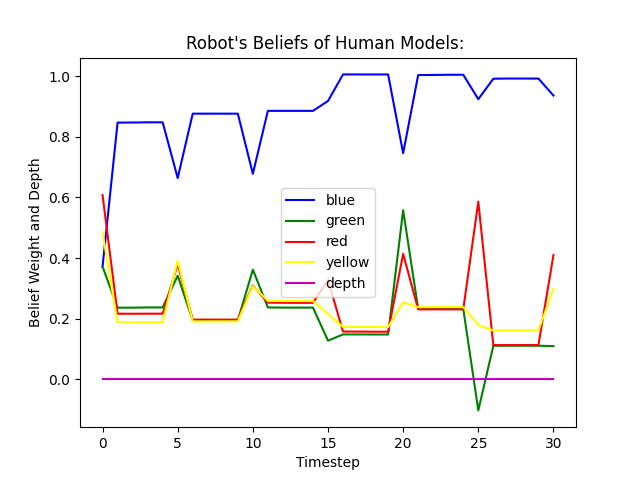 Robot's Beliefs of Human Models:
Belief Weight and Depth
1.0
0.8
0.6
0.4
0.2
0.0
blue
green
red
yellow
depth
0 5 10 15 20 25 30
Timestep